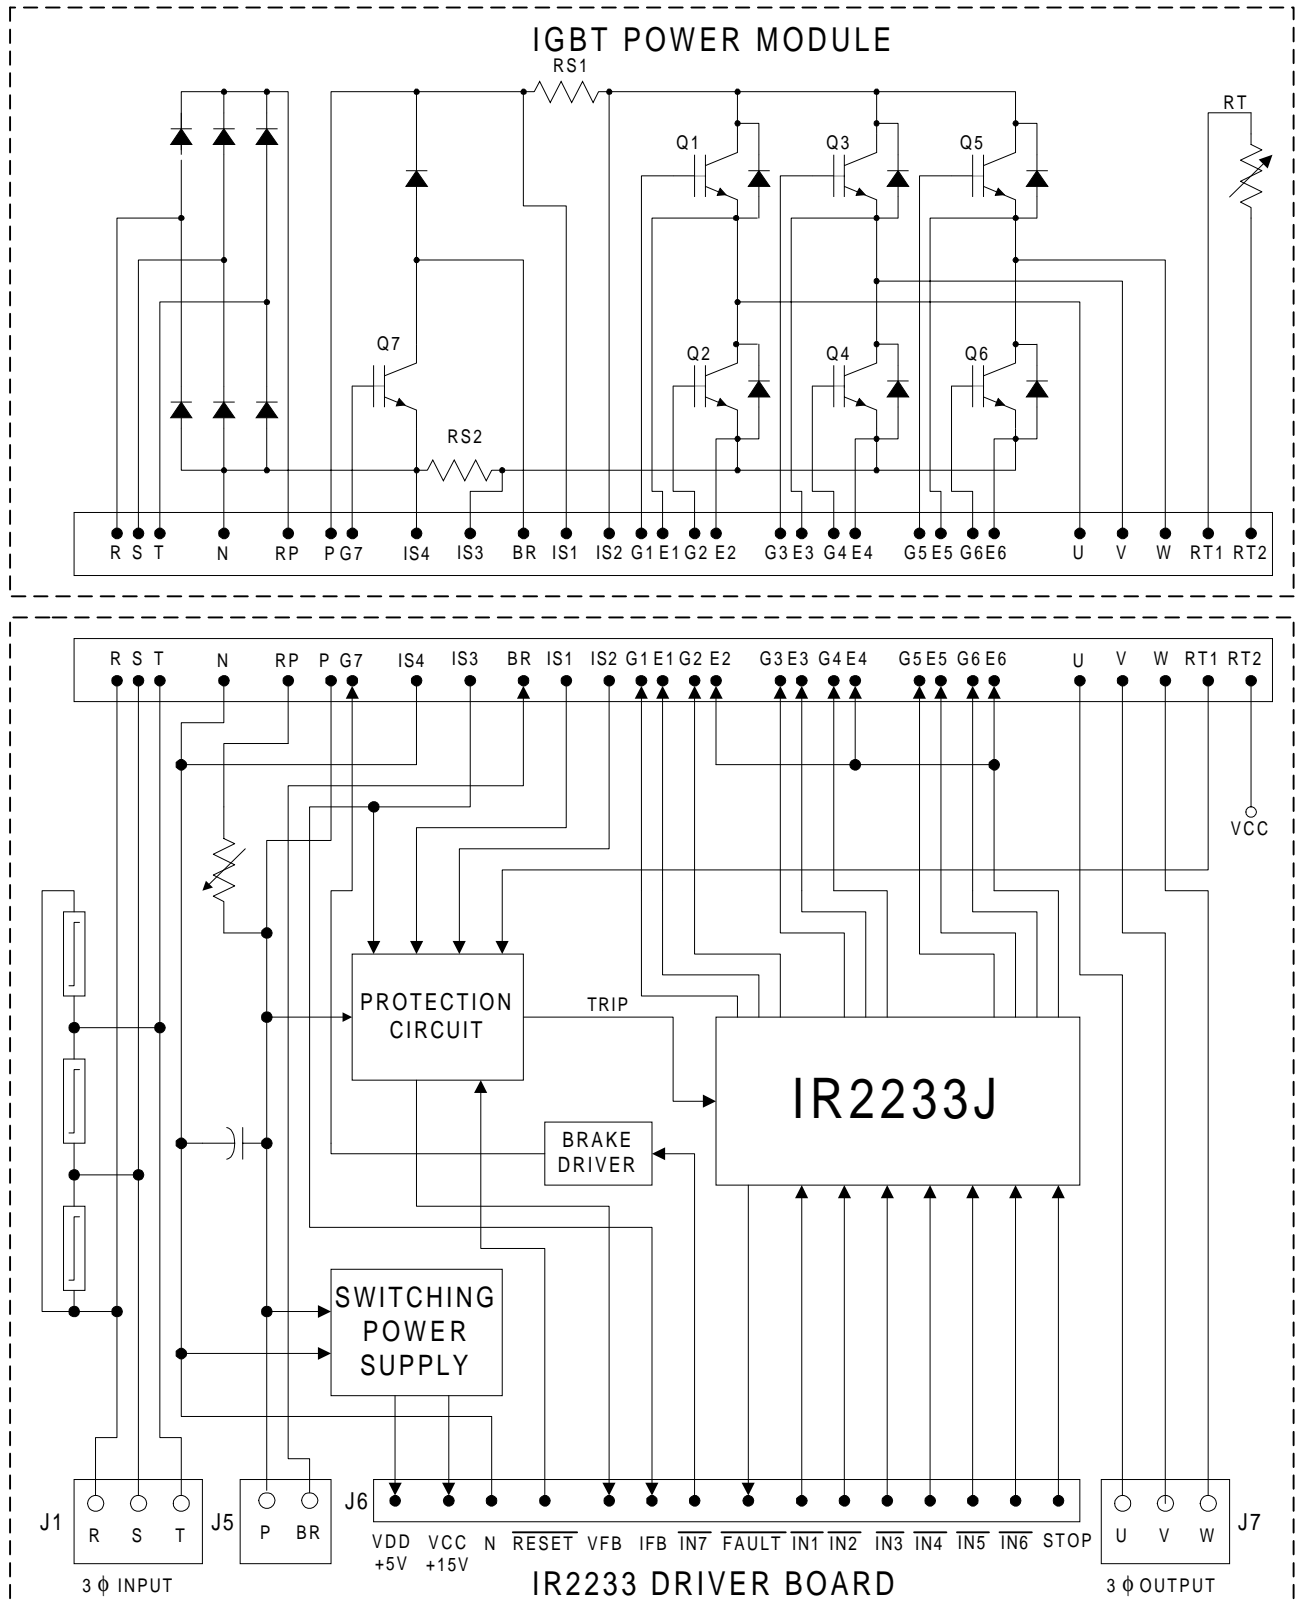 IGBT POWER MODULE
RS1
RT
Q1 Q3 Q5
Q7 Q2 Q4 Q6
RS2
R S T N RP P G7 IS4 IS3 BR IS1 IS2 G1 E1 G2 E2 G3 E3 G4 E4 G5 E5 G6 E6 U V W RT1 RT2
R S T N RP P G7 IS4 IS3 BR IS1 IS2 G1 E1 G2 E2 G3 E3 G4 E4 G5 E5 G6 E6 U V W RT1 RT2
VCC
PROTECTION
CIRCUIT
TRIP
IR2233J
BRAKE
DRIVER
SWITCHING
POWER
SUPPLY
J1 R S T
3 ϕ INPUT
J5 P BR
J6
VDD
+5V
VCC
+15V
N RESET VFB IFB IN7 FAULT IN1 IN2 IN3 IN4 IN5 IN6 STOP
U V W J7
3 ϕ OUTPUT
IR2233 DRIVER BOARD